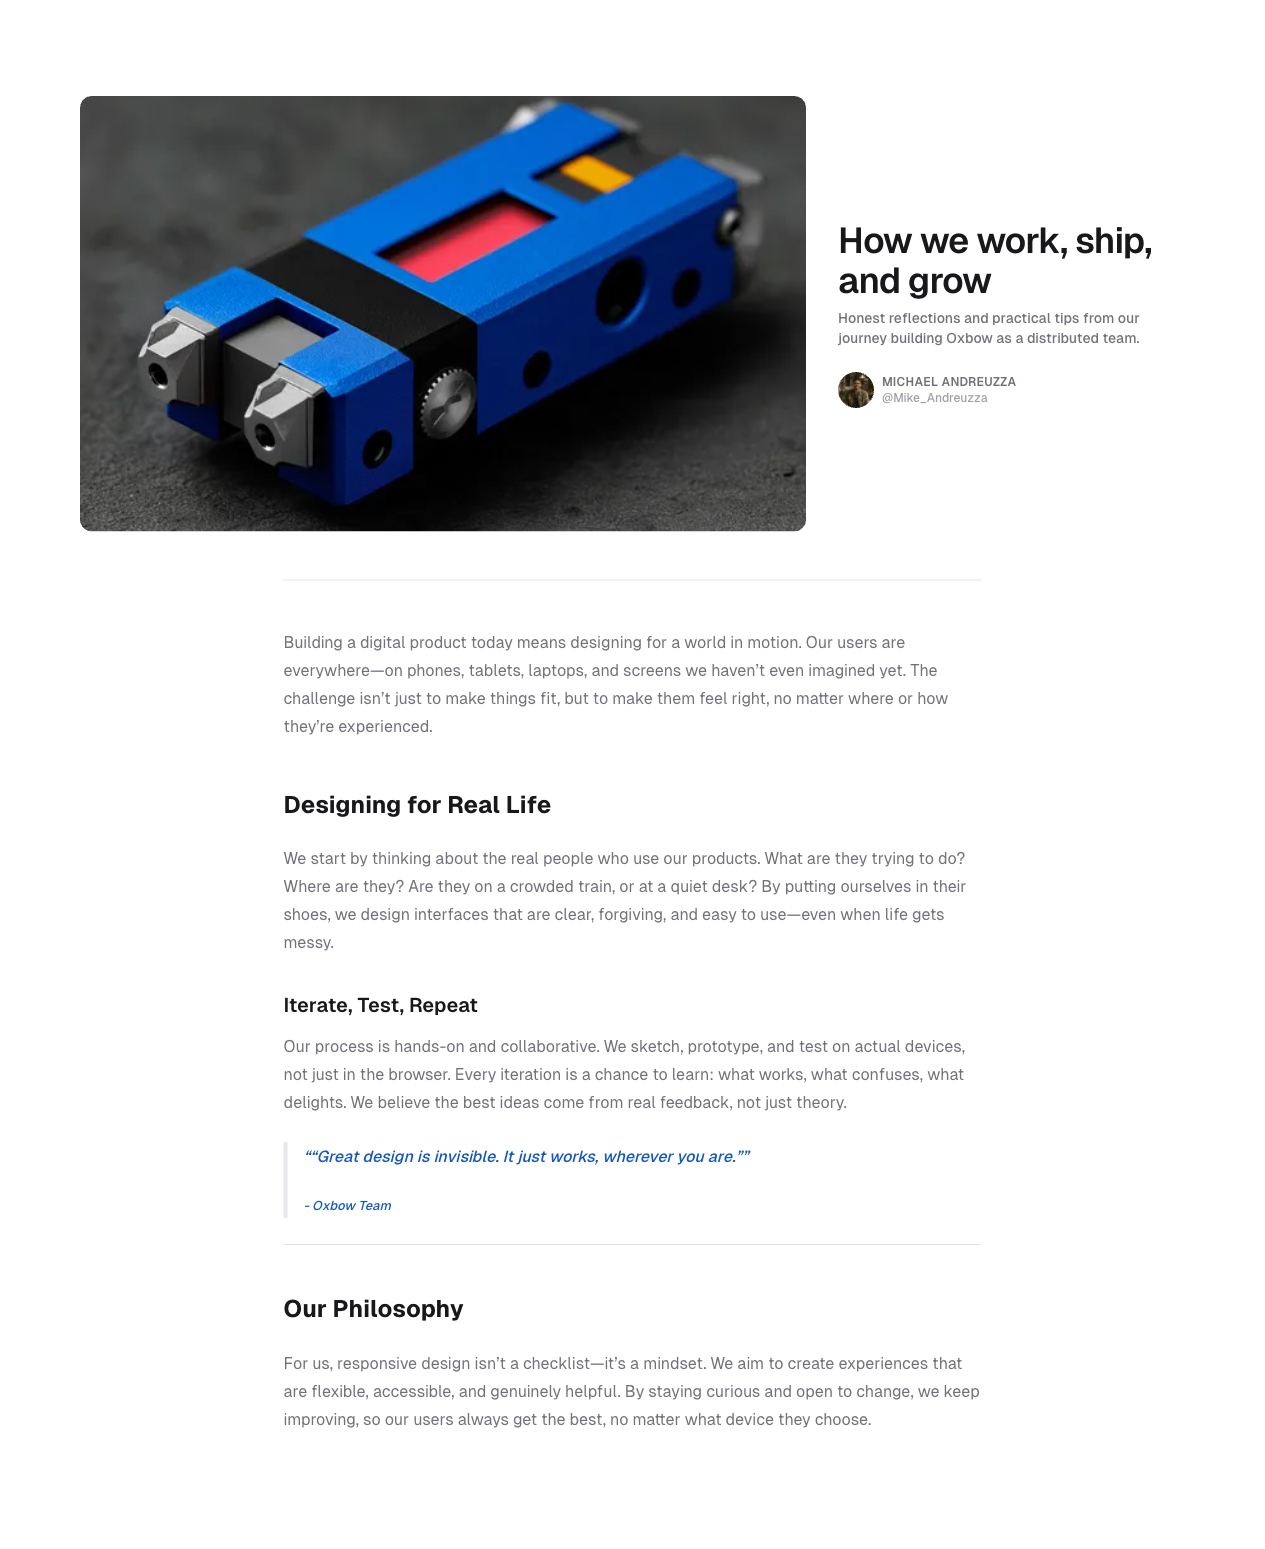 How we work, ship,
and grow
Honest reflections and practical tips from our
journey building Oxbow as a distributed team.
MICHAEL ANDREUZZA
@Mike_Andreuzza
Building a digital product today means designing for a world in motion. Our users are
everywhere—on phones, tablets, laptops, and screens we haven’t even imagined yet. The
challenge isn’t just to make things fit, but to make them feel right, no matter where or how
they’re experienced.
Designing for Real Life
We start by thinking about the real people who use our products. What are they trying to do?
Where are they? Are they on a crowded train, or at a quiet desk? By putting ourselves in their
shoes, we design interfaces that are clear, forgiving, and easy to use—even when life gets
messy.
Iterate, Test, Repeat
Our process is hands-on and collaborative. We sketch, prototype, and test on actual devices,
not just in the browser. Every iteration is a chance to learn: what works, what confuses, what
delights. We believe the best ideas come from real feedback, not just theory.
““Great design is invisible. It just works, wherever you are.””
- Oxbow Team
Our Philosophy
For us, responsive design isn’t a checklist—it’s a mindset. We aim to create experiences that
are flexible, accessible, and genuinely helpful. By staying curious and open to change, we keep
improving, so our users always get the best, no matter what device they choose.